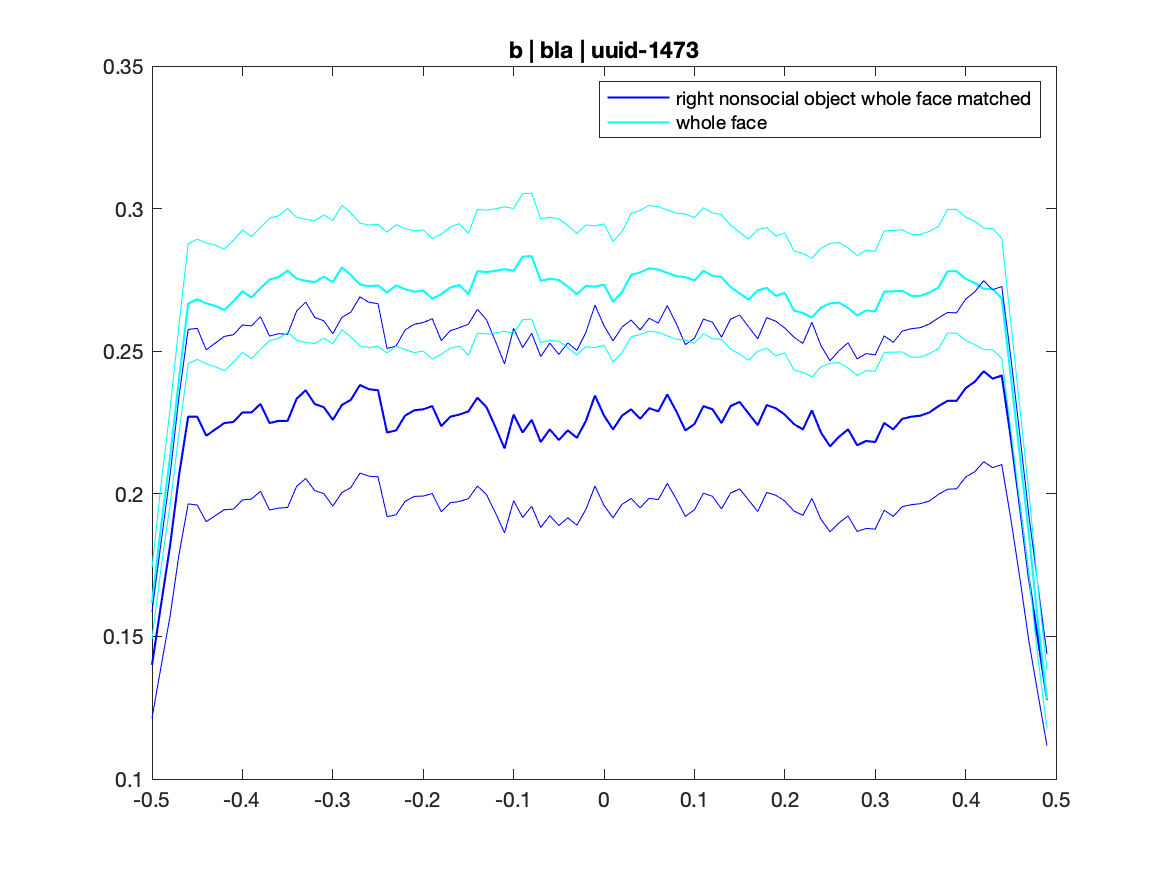 b | bla | uuid-1473
0.35
right nonsocial object whole face matched
whole face
0.3
0.25
0.2
0.15
0.1
-0.5 -0.4 -0.3 -0.2 -0.1 0 0.1 0.2 0.3 0.4 0.5